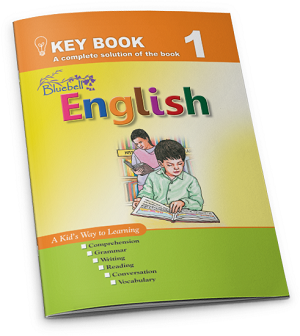 KEY BOOK 1
A complete solution of the book
Bluebell
English
A Kid's Way to Learning
Comprehension
Grammar
Writing
Reading
Conversation
Vocabulary